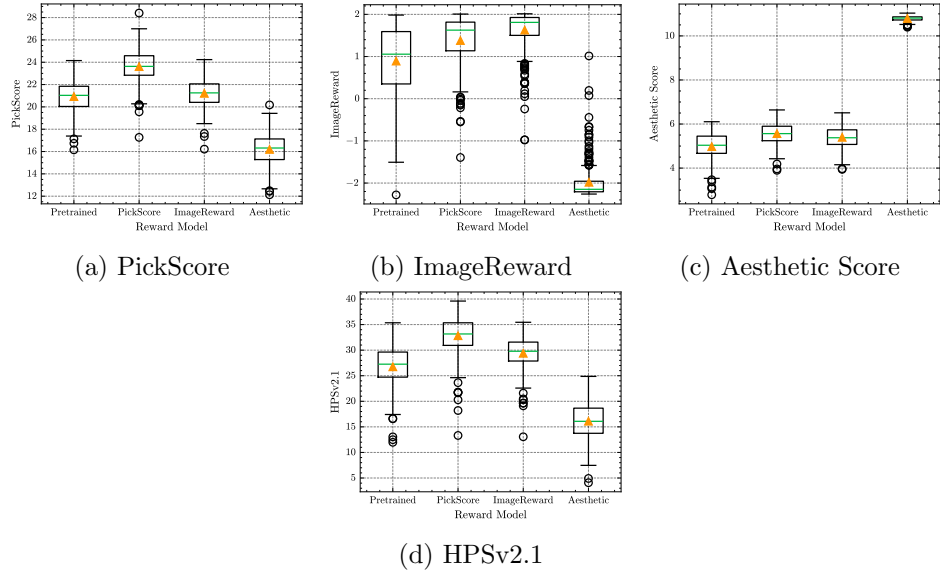 PickScore
28
26
24
22
20
18
16
14
12
Pretrained PickScore ImageReward Aesthetic
Reward Model
(a) PickScore
ImageReward
2
1
0
−1
−2
Pretrained PickScore ImageReward Aesthetic
Reward Model
(b) ImageReward
Aesthetic Score
10
8
6
4
Pretrained PickScore ImageReward Aesthetic
Reward Model
(c) Aesthetic Score
HPSv2.1
40
35
30
25
20
15
10
5
Pretrained PickScore ImageReward Aesthetic
Reward Model
(d) HPSv2.1